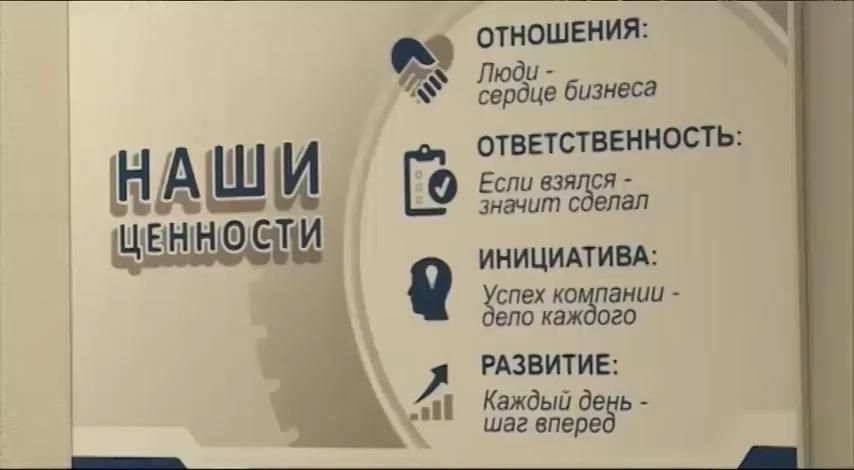 НАШИ
ЦЕННОСТИ
ОТНОШЕНИЯ:
Люди -
сердце бизнеса
ОТВЕТСТВЕННОСТЬ:
Если взялся -
значит сделал
ИНИЦИАТИВА:
Успех компании -
дело каждого
РАЗВИТИЕ:
Каждый день -
шаг вперед